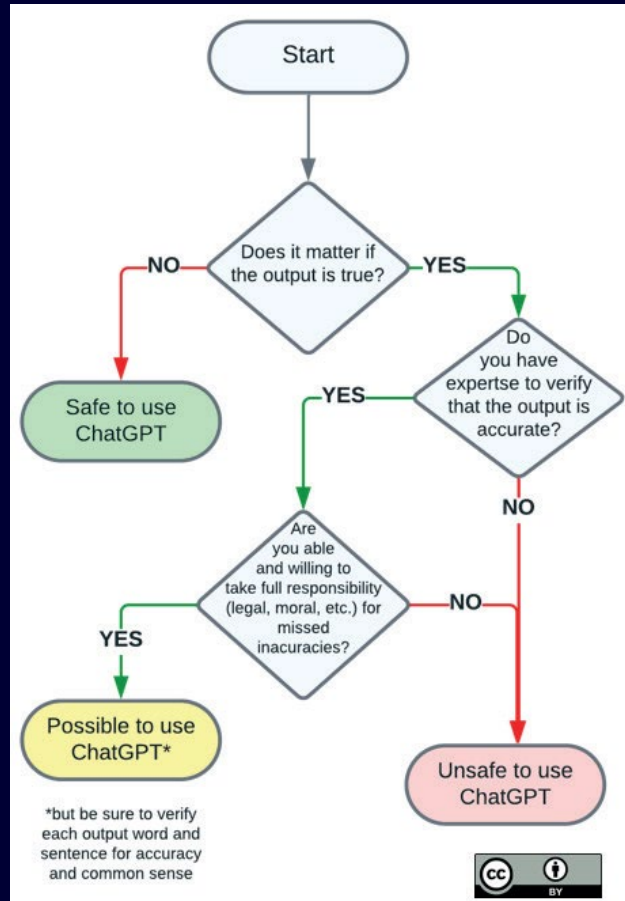 Start
Does it matter if
the output is true?
NO
YES
Safe to use
ChatGPT
Do
you have
expertse to verify
that the output is
accurate?
YES
NO
Are
you able
and willing to
take full responsibility
(legal, moral, etc.) for
missed
inacuracies?
NO
YES
Possible to use
ChatGPT*
Unsafe to use
ChatGPT
*but be sure to verify
each output word and
sentence for accuracy
and common sense
cc
BY